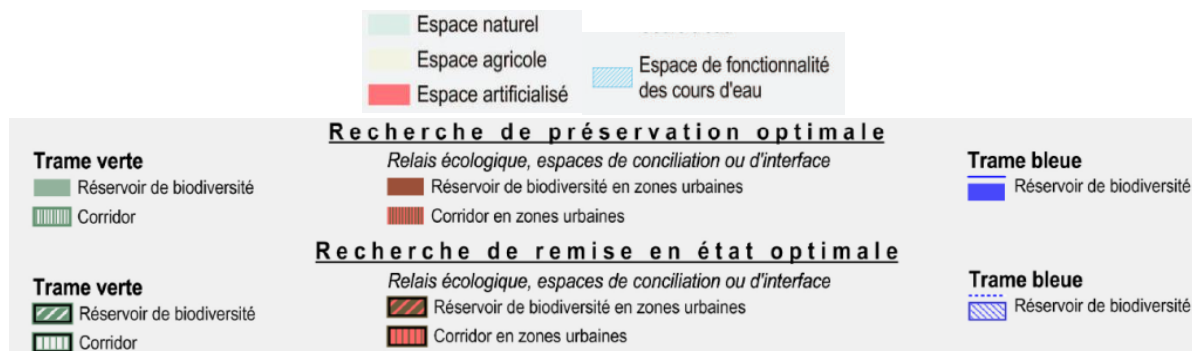 Espace naturel
Espace agricole
Espace artificialisé
Espace de fonctionnalité
des cours d'eau
Recherche de préservation optimale
Trame verte
Réservoir de biodiversité
Corridor
Relais écologique, espaces de conciliation ou d'interface
Réservoir de biodiversité en zones urbaines
Corridor en zones urbaines
Trame bleue
Réservoir de biodiversité
Recherche de remise en état optimale
Trame verte
Réservoir de biodiversité
Corridor
Relais écologique, espaces de conciliation ou d'interface
Réservoir de biodiversité en zones urbaines
Corridor en zones urbaines
Trame bleue
Réservoir de biodiversité